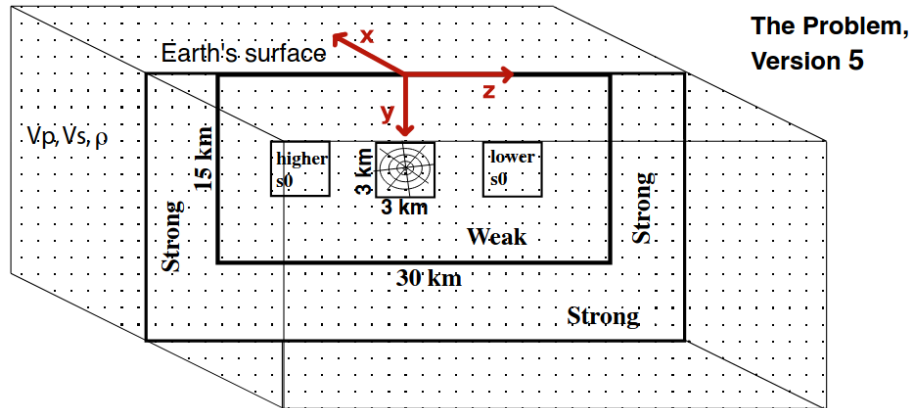 The Problem,
Version 5
Earth's surface
x
z
y
Vp, Vs, ρ
15 km
higher
s0
3 km
3 km
lower
s0
Strong
Strong
Weak
30 km
Strong